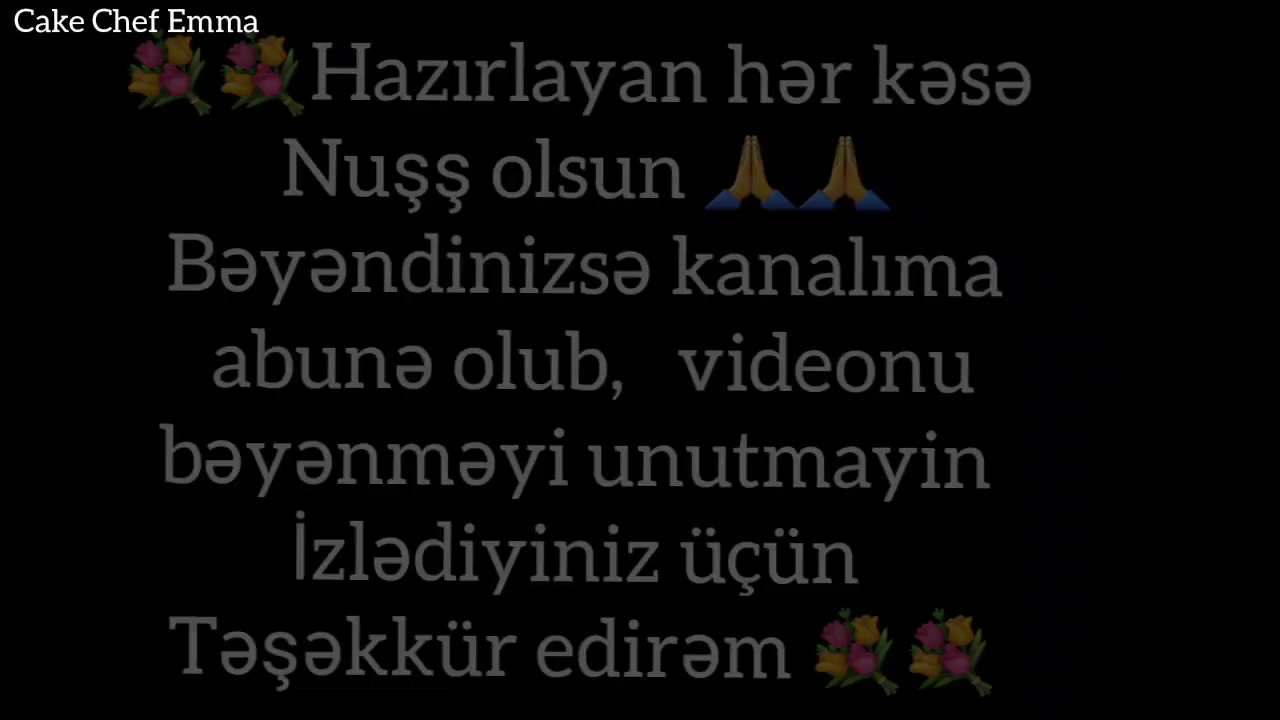 Cake Chef Emma
💐💐Hazırlayan hər kəsə
Nuşş olsun 🙏🙏
Bəyəndinizsə kanalıma
abunə olub, videonu
bəyənməyi unutmayin
İzlədiyiniz üçün
Təşəkkür edirəm 💐💐